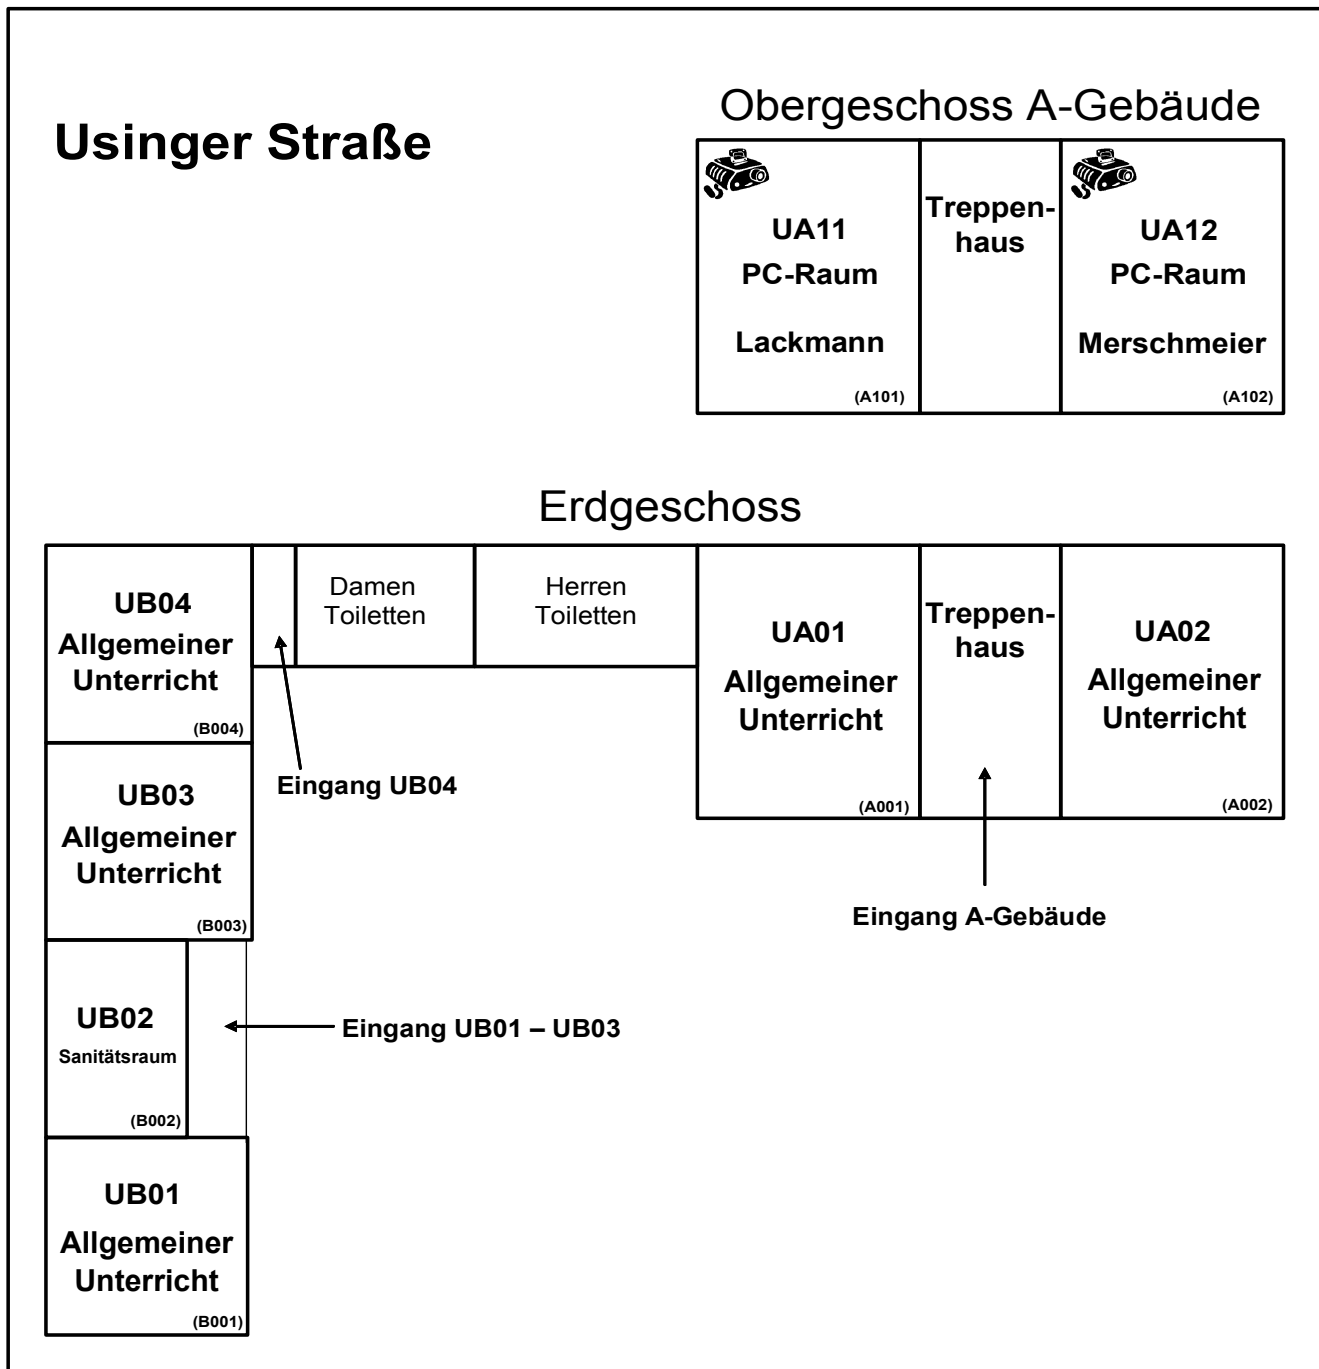 Usinger Straße
Obergeschoss A-Gebäude
UA11
PC-Raum
Lackmann
(A101)
Treppen-
haus
UA12
PC-Raum
Merschmeier
(A102)
Erdgeschoss
UB04
Allgemeiner
Unterricht
(B004)
Damen
Toiletten
Herren
Toiletten
UA01
Allgemeiner
Unterricht
(A001)
Treppen-
haus
UA02
Allgemeiner
Unterricht
(A002)
Eingang UB04
UB03
Allgemeiner
Unterricht
(B003)
Eingang A-Gebäude
UB02
Sanitätsraum
(B002)
Eingang UB01 – UB03
UB01
Allgemeiner
Unterricht
(B001)